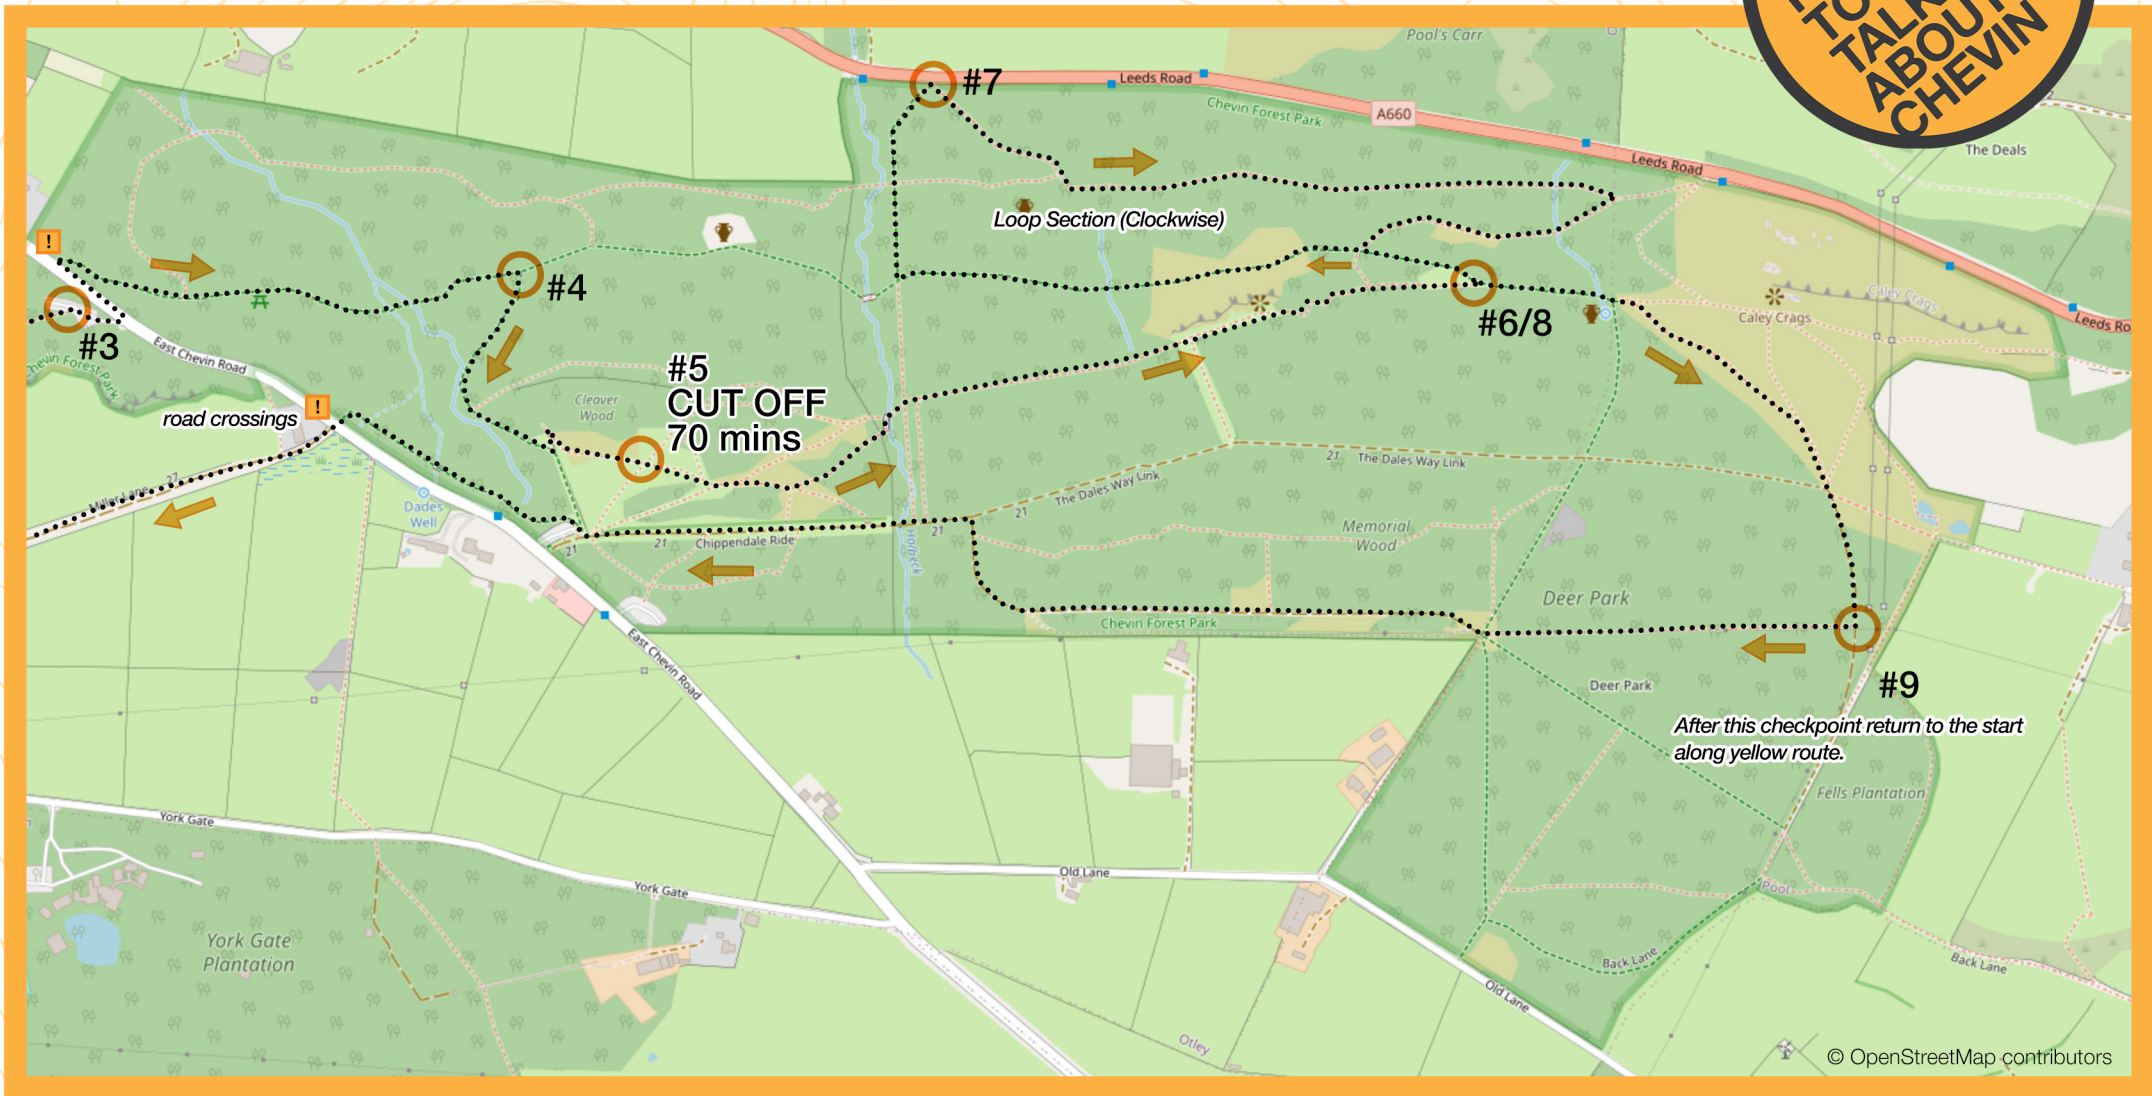 TO
TALK
ABOUT
CHEVIN
Pool's Carr
#7
Leeds Road
Chevin Forest Park
A660
Leeds Road
The Deals
!
Loop Section (Clockwise)
#4
#3
East Chevin Road
Chevin Forest Park
#6/8
Caley Crags
Caley Crags
Leeds Ro
#5
CUT OFF
70 mins
Cleaver
Wood
!
road crossings
Miller Lane
27
Dades
Well
21
The Dales Way Link
The Dales Way Link
21
21
21
21
Chippendale Ride
Holbeck
Memorial
Wood
Deer Park
Chevin Forest Park
East Chevin Road
Deer Park
#9
After this checkpoint return to the start
along yellow route.
Fells Plantation
York Gate
York Gate
Old Lane
Pool
York Gate
Plantation
Back Lane
Back Lane
Old Lane
Otley
© OpenStreetMap contributors